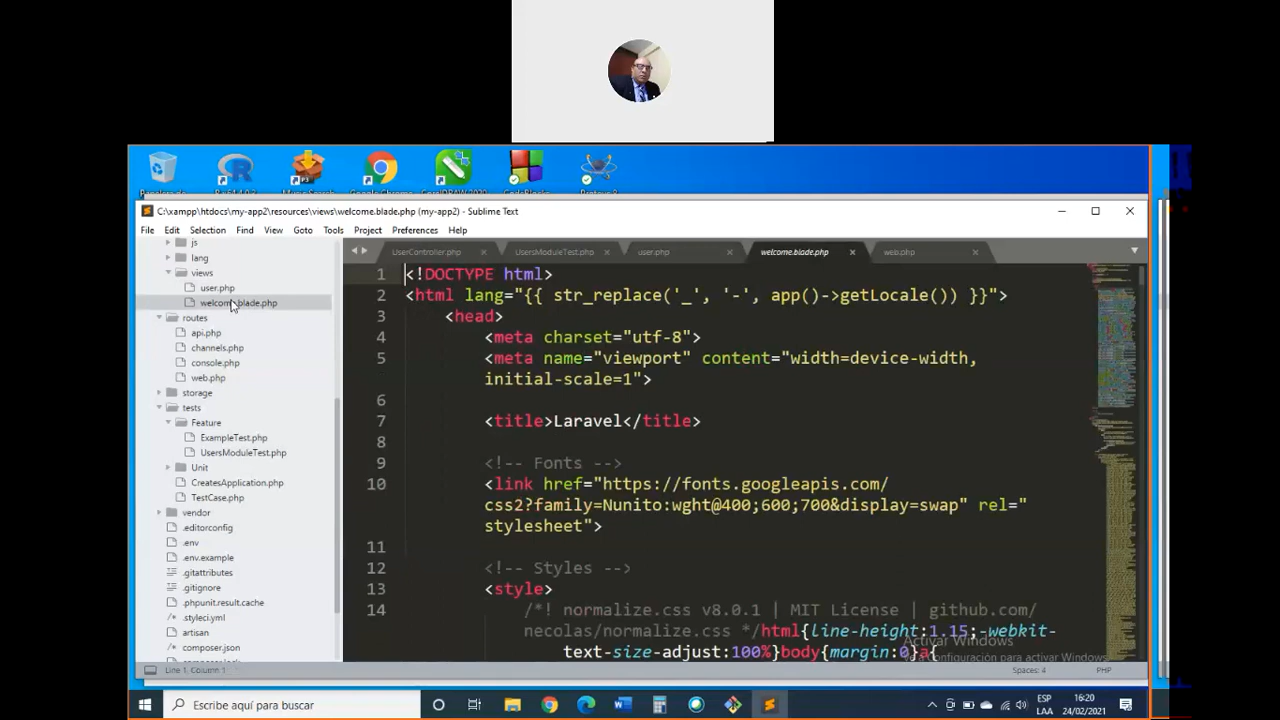 Google Chrome
C:\xampp\htdocs\my-app2\resources\views\welcome.blade.php (my-app2) - Sublime Text
File Edit Selection Find View Goto Tools Project Preferences Help
js
lang
views
user.php
welcome.blade.php
routes
api.php
channels.php
console.php
web.php
storage
tests
Feature
ExampleTest.php
UsersModuleTest.php
Unit
CreatesApplication.php
TestCase.php
vendor
.editorconfig
.env
.env.example
.gitattributes
.gitignore
.phpunit.result.cache
.styleci.yml
artisan
composer.json
UserController.php UsersModuleTest.php user.php welcome.blade.php web.php
1 <!DOCTYPE html>
2 <html lang="{{ str_replace('_', '-', app()->getLocale()) }}">
3 <head>
4 <meta charset="utf-8">
5 <meta name="viewport" content="width=device-width,
initial-scale=1">
6
7 <title>Laravel</title>
8
9 <!-- Fonts -->
10 <link href="https://fonts.googleapis.com/
css2?family=Nunito:wght@400;600;700&display=swap" rel="
stylesheet">
11
12 <!-- Styles -->
13 <style>
14 /*! normalize.css v8.0.1 | MIT License | github.com/
necolas/normalize.css */html{line-height:1.15;-webkit-
text-size-adjust:100%}body{margin:0}a{
Activar Windows
Ve a Configuración para activar Windows.
Line 1, Column 1 Spaces: 4 PHP
Escribe aquí para buscar
ESP
LAA
16:20
24/02/2021